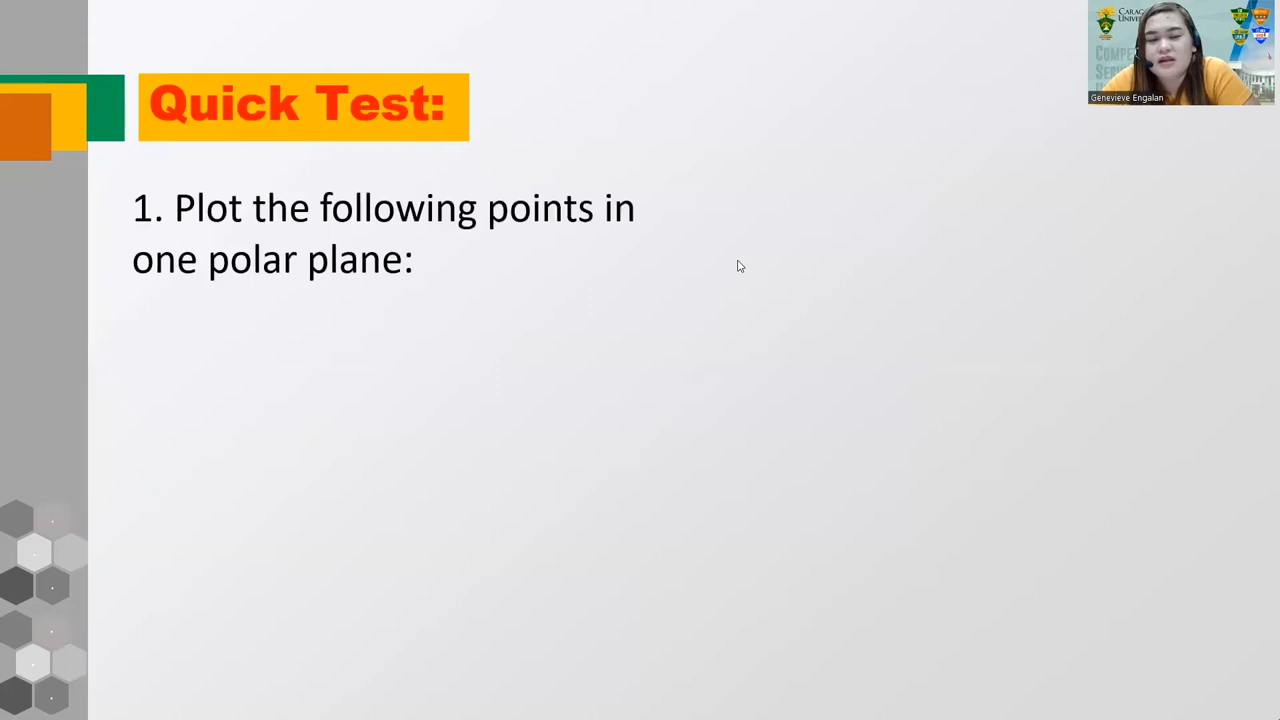 Quick Test:
1. Plot the following points in
one polar plane:
Genevieve Engalan